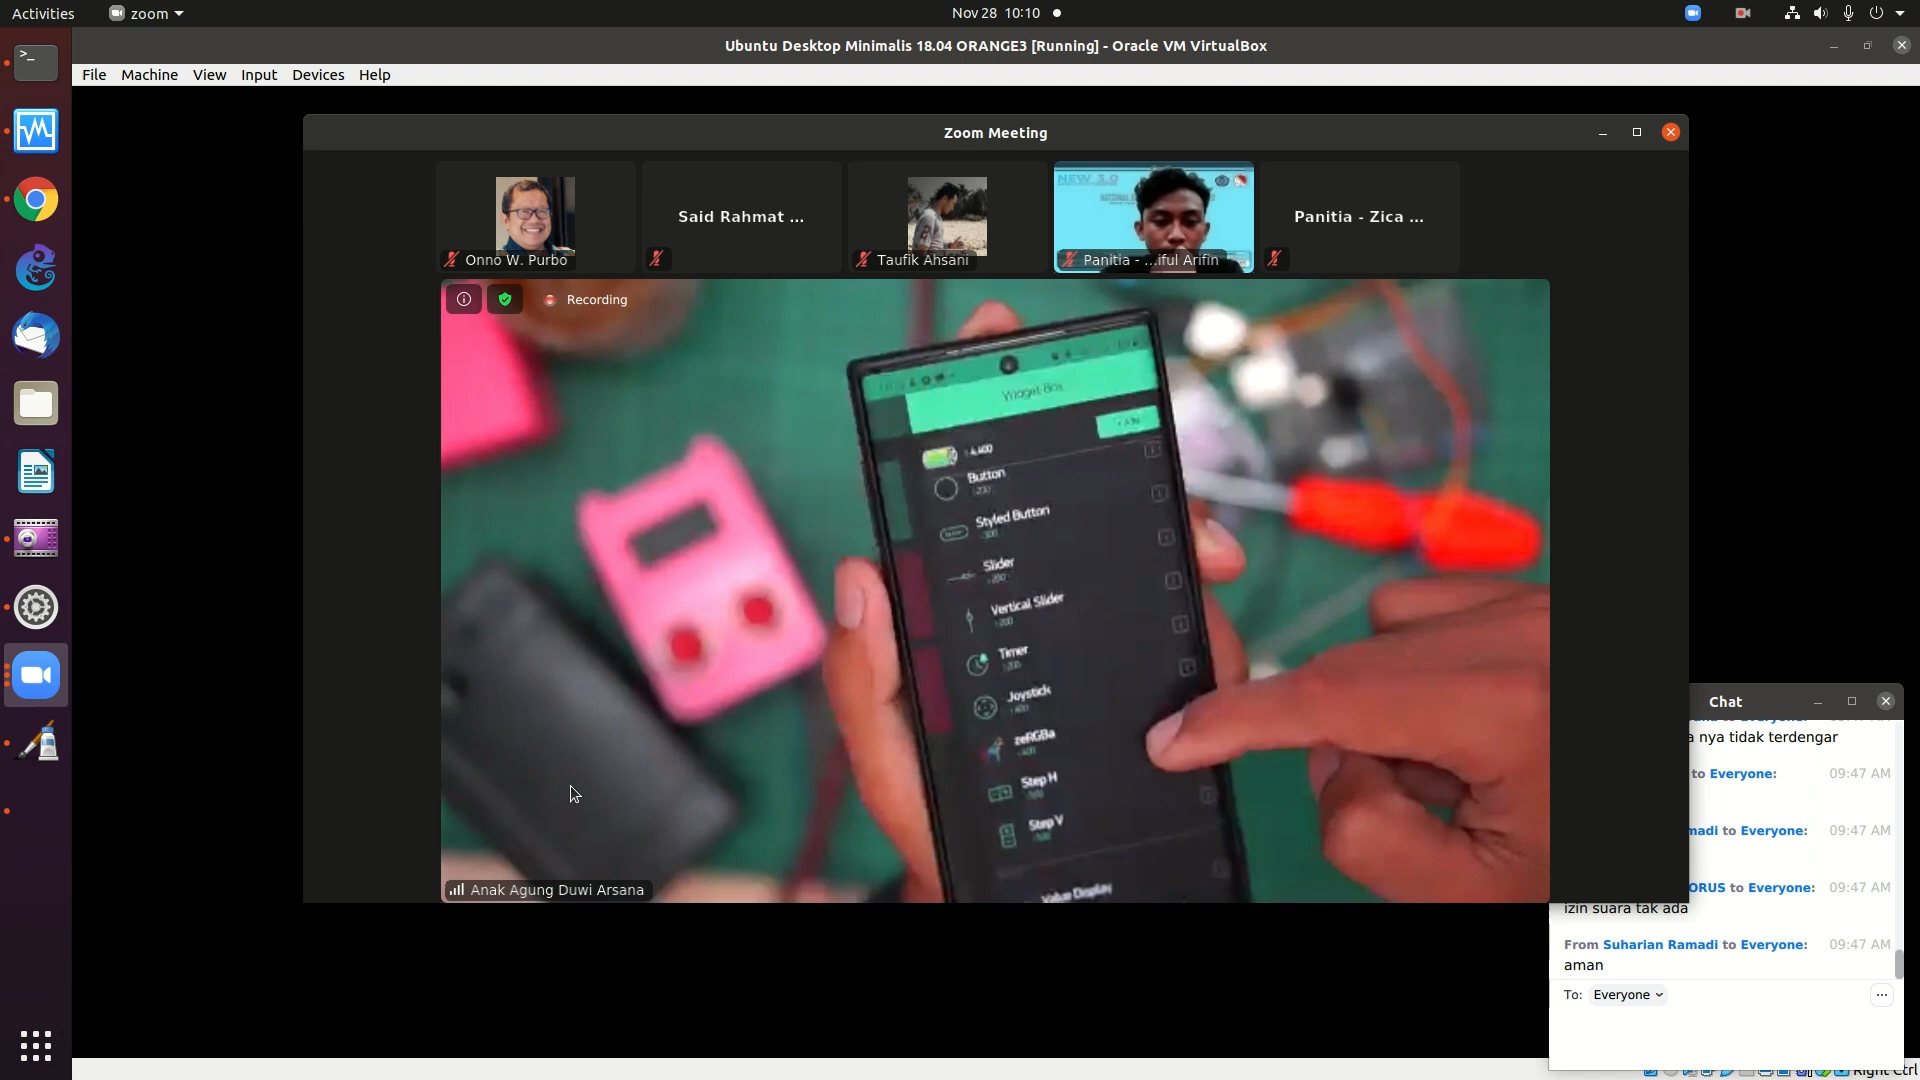 Activities
zoom
Nov 28 10:10
Ubuntu Desktop Minimalis 18.04 ORANGE3 [Running] - Oracle VM VirtualBox
File Machine View Input Devices Help
Zoom Meeting
Onno W. Purbo
Said Rahmat ...
Taufik Ahsani
NEW 3.0
Panitia - ...iful Arifin
Panitia - Zica ...
Recording
Widget Box
Button
Styled Button
Slider
Vertical Slider
Timer
Joystick
zeRGBa
Step H
Step V
Value Display
Anak Agung Duwi Arsana
Chat
a nya tidak terdengar
to Everyone: 09:47 AM
madi to Everyone: 09:47 AM
ORUS to Everyone: 09:47 AM
izin suara tak ada
From Suharian Ramadi to Everyone: 09:47 AM
aman
To: Everyone
Right Ctrl